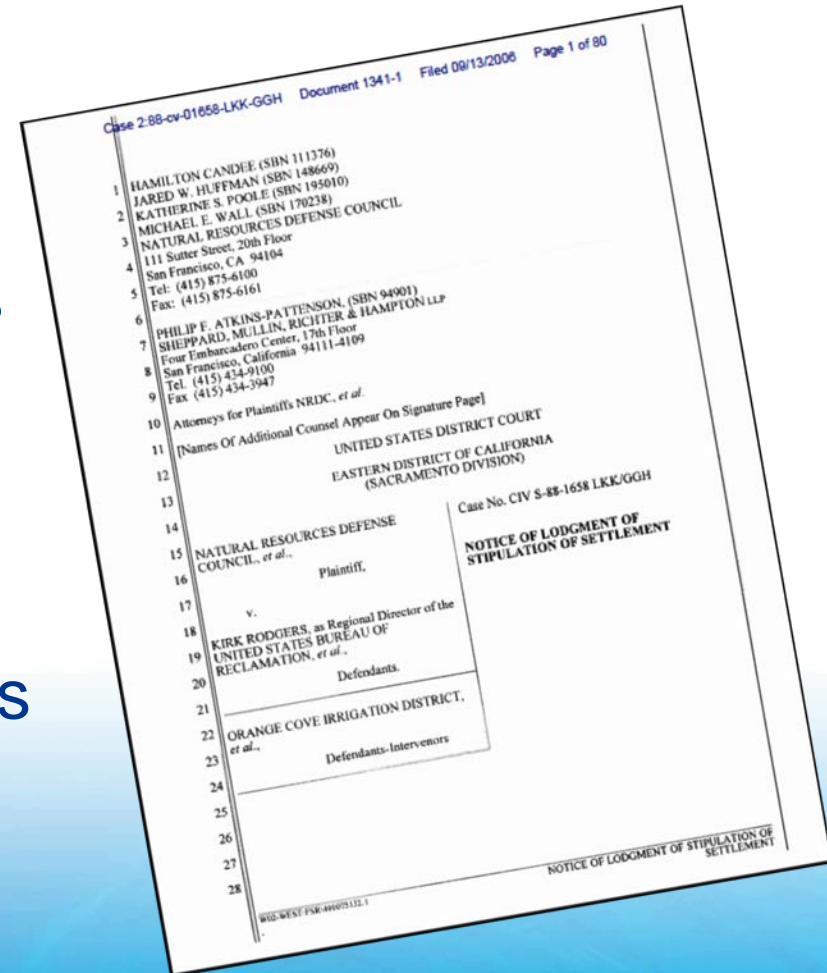 Case 2:88-cv-01658-LKK-GGH Document 1341-1 Filed 09/13/2006 Page 1 of 80
1 HAMILTON CANDEE (SBN 111376)
JARED W. HUFFMAN (SBN 148669)
2 KATHERINE S. POOLE (SBN 195010)
MICHAEL E. WALL (SBN 170238)
3 NATURAL RESOURCES DEFENSE COUNCIL
111 Sutter Street, 20th Floor
4 San Francisco, CA 94104
5 Tel: (415) 875-6100
Fax: (415) 875-6161
6
PHILIP F. ATKINS-PATTENSON, (SBN 94901)
7 SHEPPARD, MULLIN, RICHTER & HAMPTON LLP
Four Embarcadero Center, 17th Floor
8 San Francisco, California 94111-4109
Tel. (415) 434-9100
9 Fax (415) 434-3947
10 Attorneys for Plaintiffs NRDC, et al.
11 [Names Of Additional Counsel Appear On Signature Page]
12 UNITED STATES DISTRICT COURT
EASTERN DISTRICT OF CALIFORNIA
13 (SACRAMENTO DIVISION)
14
15 NATURAL RESOURCES DEFENSE
COUNCIL, et al.,
16 Plaintiff,
17 v.
18 KIRK RODGERS, as Regional Director of the
19 UNITED STATES BUREAU OF
RECLAMATION, et al.,
20 Defendants.
21
22 ORANGE COVE IRRIGATION DISTRICT,
et al.,
23 Defendants-Intervenors
24
25
26
27
28
Case No. CIV S-88-1658 LKK/GGH
NOTICE OF LODGMENT OF
STIPULATION OF SETTLEMENT
NOTICE OF LODGMENT OF STIPULATION OF
SETTLEMENT
s